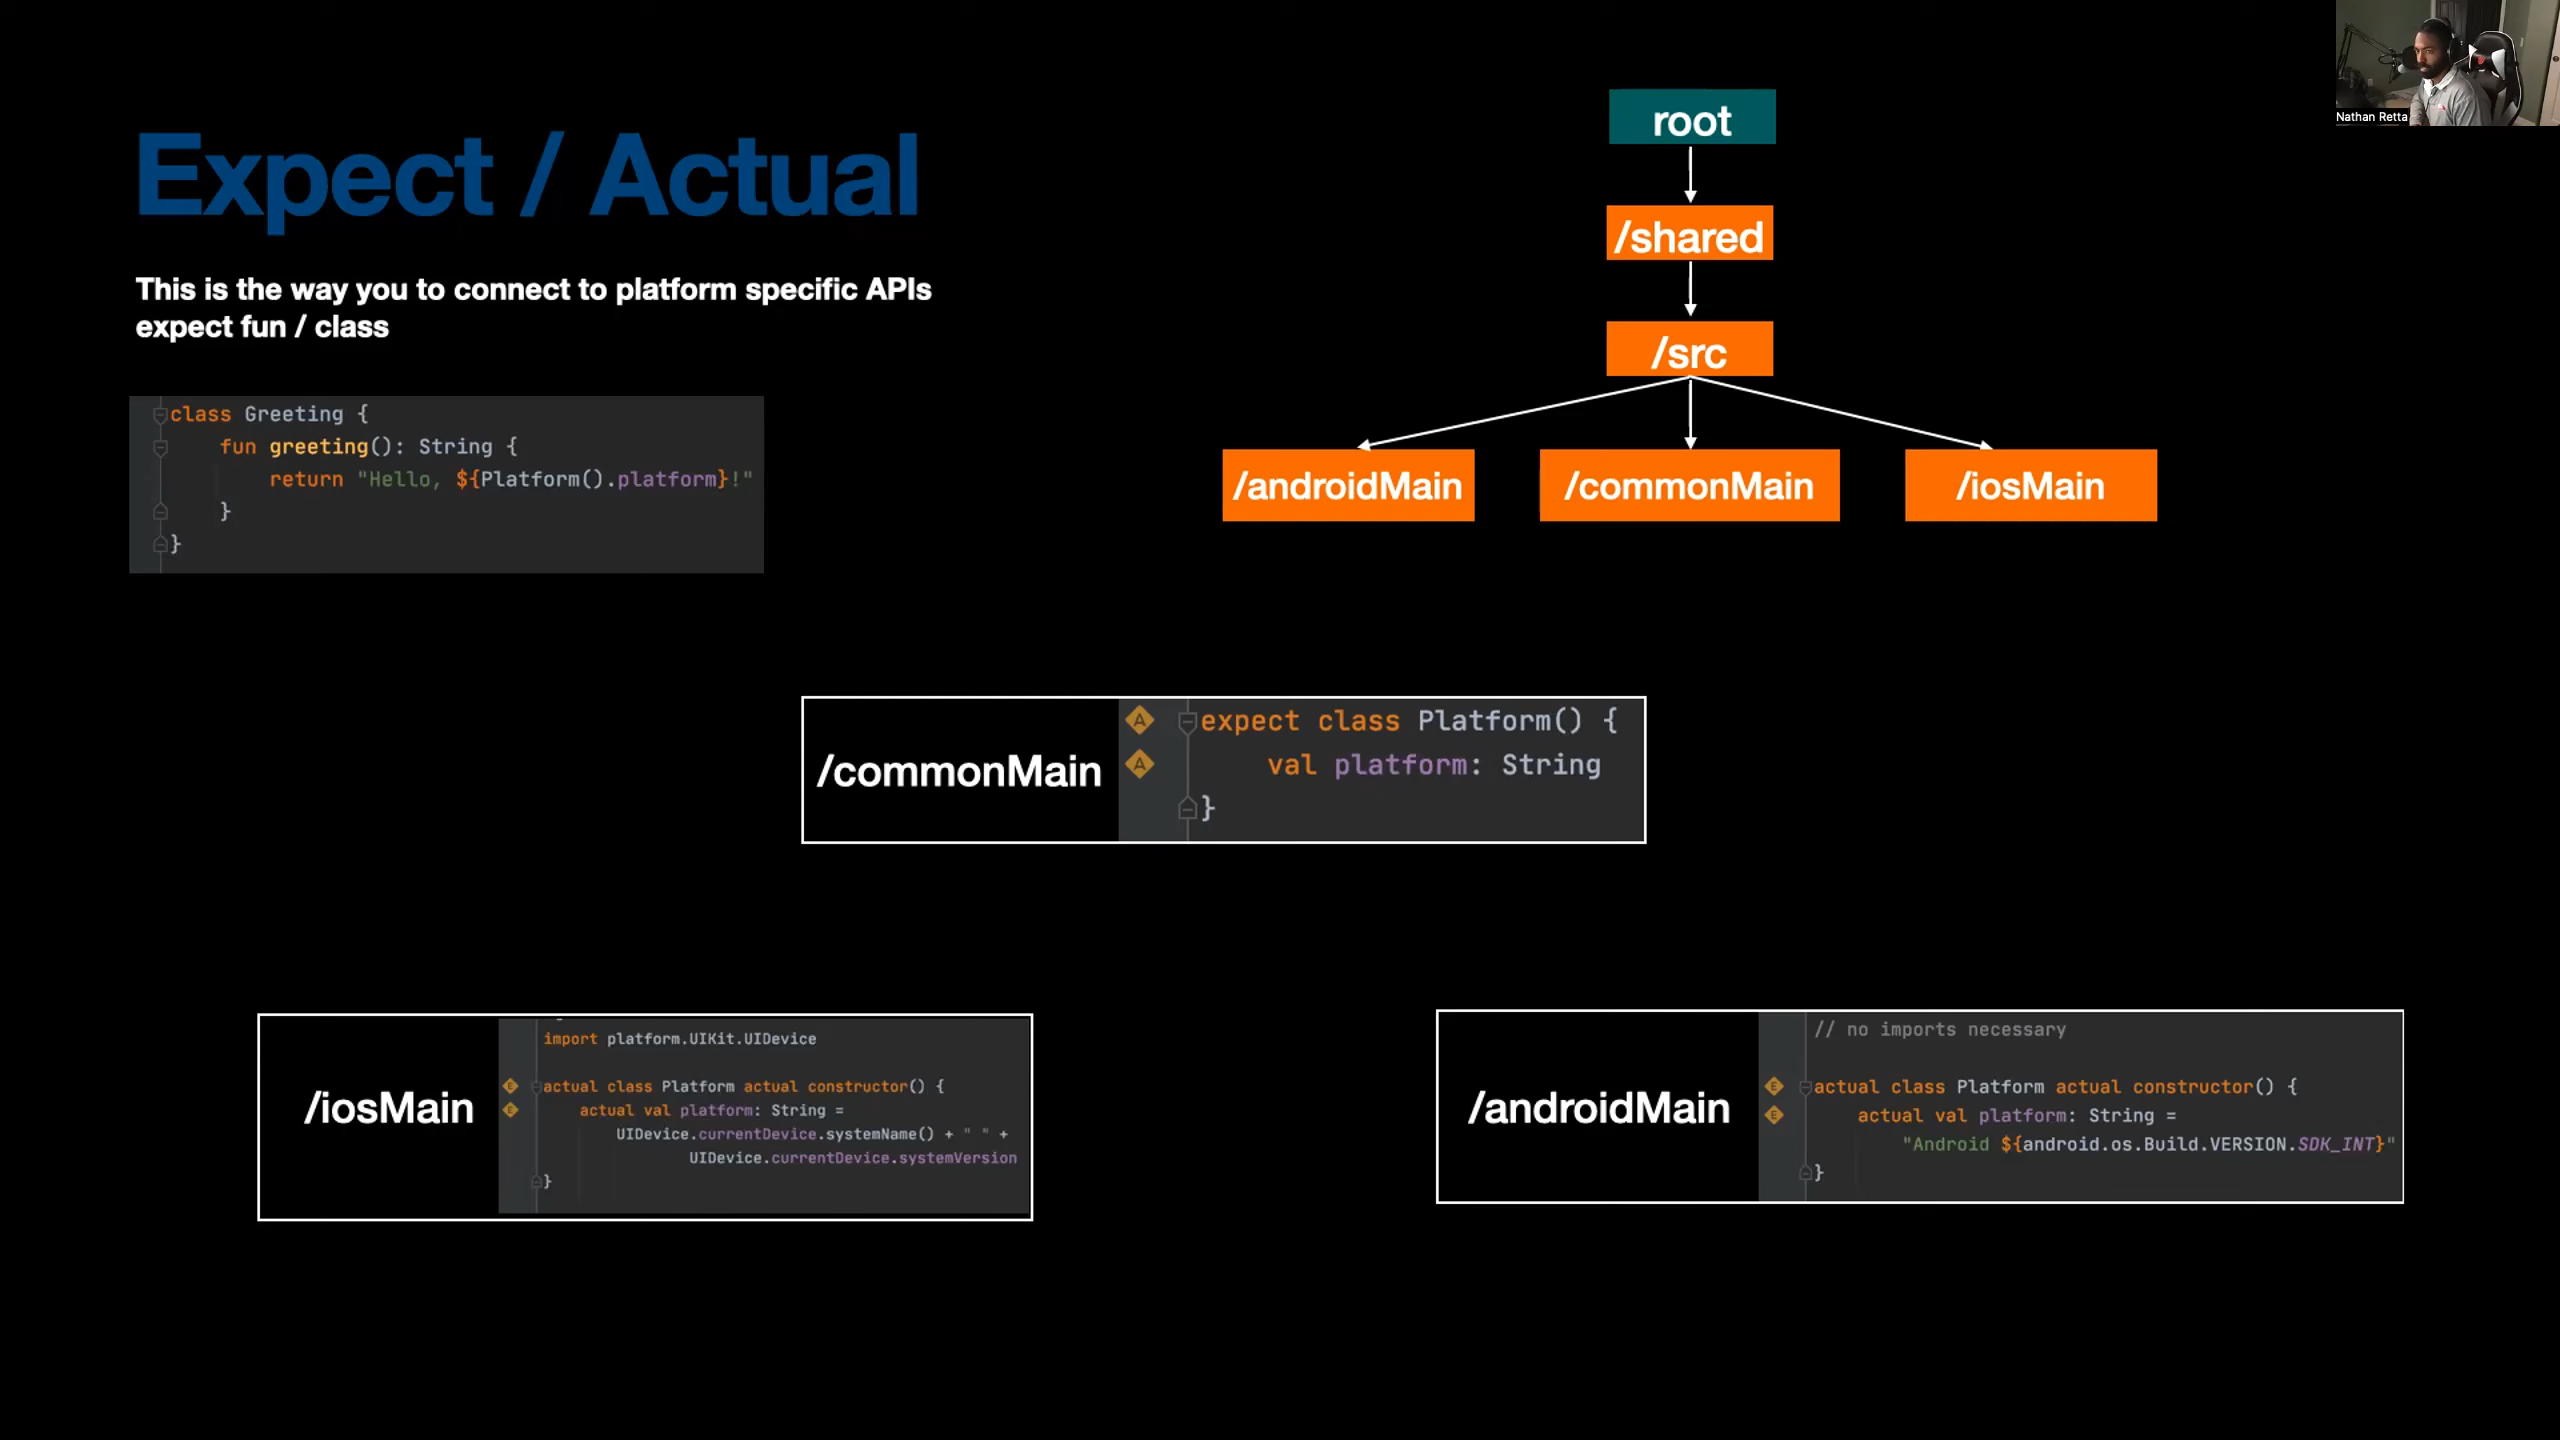 Nathan Retta
Expect / Actual
This is the way you to connect to platform specific APIs
expect fun / class
class Greeting {
fun greeting(): String {
return "Hello, ${Platform().platform}!"
}
}
root
/shared
/src
/androidMain
/commonMain
/iosMain
/commonMain
A expect class Platform() {
A val platform: String
}
/iosMain
import platform.UIKit.UIDevice
E actual class Platform actual constructor() {
E actual val platform: String =
UIDevice.currentDevice.systemName() + " " +
UIDevice.currentDevice.systemVersion
}
/androidMain
// no imports necessary
E actual class Platform actual constructor() {
E actual val platform: String =
"Android ${android.os.Build.VERSION.SDK_INT}"
}